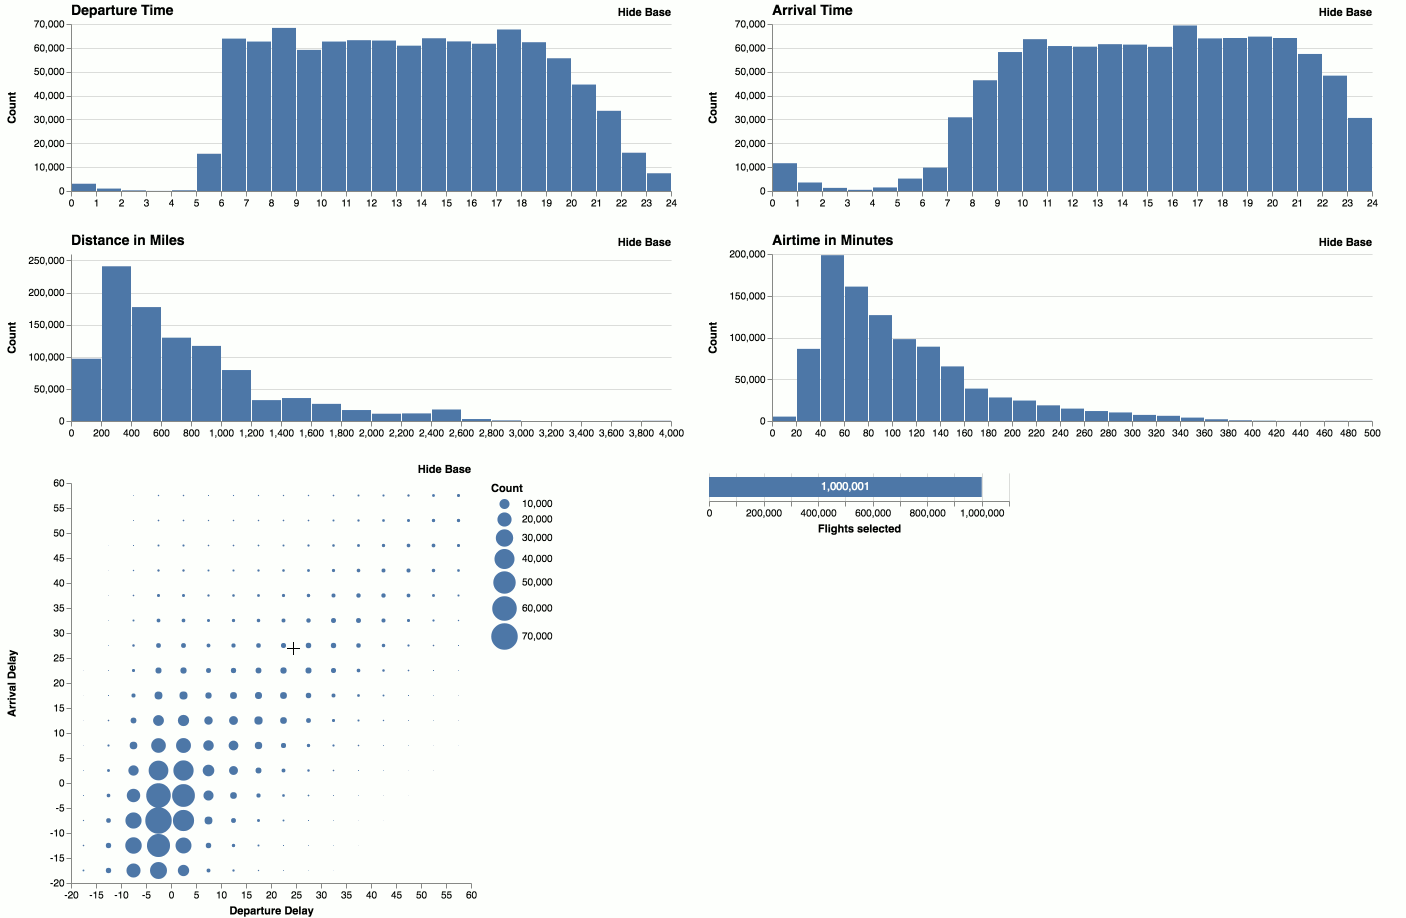 Departure Time
Hide Base
70,000
60,000
50,000
40,000
30,000
20,000
10,000
0
Count
0 1 2 3 4 5 6 7 8 9 10 11 12 13 14 15 16 17 18 19 20 21 22 23 24
Arrival Time
Hide Base
70,000
60,000
50,000
40,000
30,000
20,000
10,000
0
Count
0 1 2 3 4 5 6 7 8 9 10 11 12 13 14 15 16 17 18 19 20 21 22 23 24
Distance in Miles
Hide Base
250,000
200,000
150,000
100,000
50,000
0
Count
0 200 400 600 800 1,000 1,200 1,400 1,600 1,800 2,000 2,200 2,400 2,600 2,800 3,000 3,200 3,400 3,600 3,800 4,000
Airtime in Minutes
Hide Base
200,000
150,000
100,000
50,000
0
Count
0 20 40 60 80 100 120 140 160 180 200 220 240 260 280 300 320 340 360 380 400 420 440 460 480 500
Hide Base
60
55
50
45
40
35
30
25
20
15
10
5
0
-5
-10
-15
-20
Arrival Delay
-20 -15 -10 -5 0 5 10 15 20 25 30 35 40 45 50 55 60
Departure Delay
Count
10,000
20,000
30,000
40,000
50,000
60,000
70,000
1,000,001
0 200,000 400,000 600,000 800,000 1,000,000
Flights selected